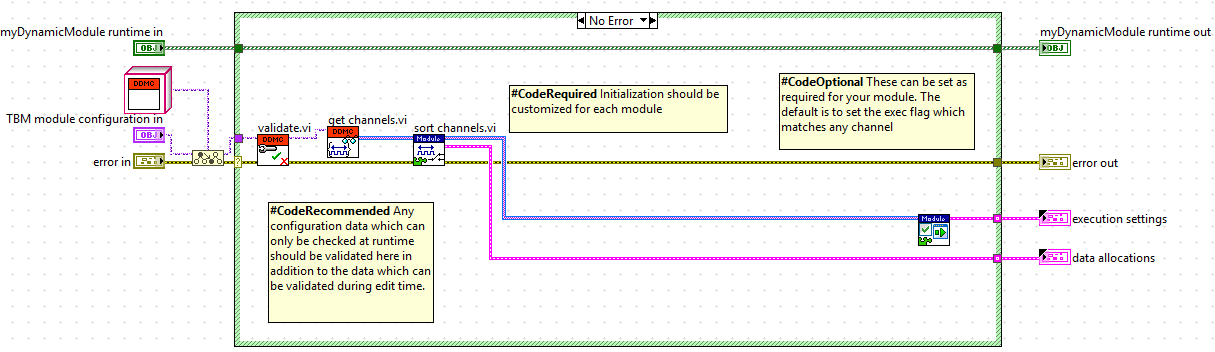 No Error
myDynamicModule runtime in
OBJ
myDynamicModule runtime out
OBJ
DDMC
TBM module configuration in
OBJ
error in
?
validate.vi
DDMC
get channels.vi
DDMC
sort channels.vi
Module
#CodeRequired Initialization should be
customized for each module
#CodeOptional These can be set as
required for your module. The
default is to set the exec flag which
matches any channel
error out
#CodeRecommended Any
configuration data which can
only be checked at runtime
should be validated here in
addition to the data which can
be validated during edit time.
Module
execution settings
data allocations